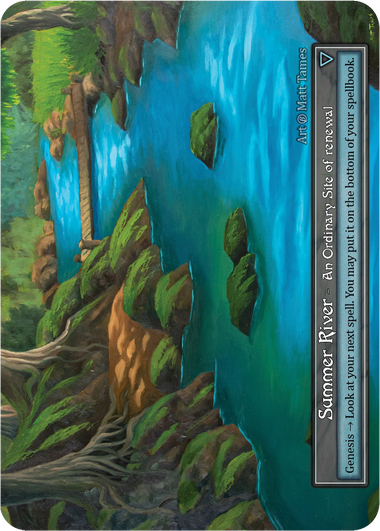 Art © Matt Tames
Summer River ~ An Ordinary Site of renewal
Genesis → Look at your next spell. You may put it on the bottom of your spellbook.